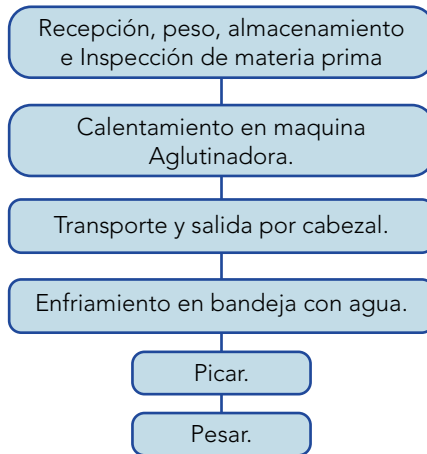 Recepción, peso, almacenamiento
e Inspección de materia prima
Calentamiento en maquina
Aglutinadora.
Transporte y salida por cabezal.
Enfriamiento en bandeja con agua.
Picar.
Pesar.